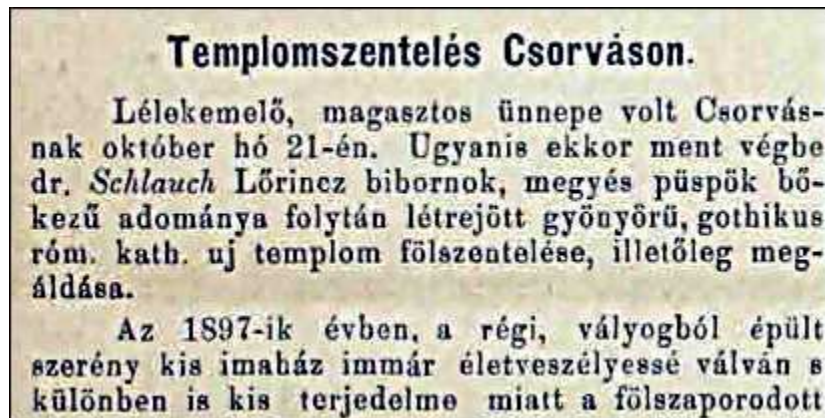 Templomszentelés Csorváson.
Lélekemelő, magasztos ünnepe volt Csorvás-
nak október hó 21-én. Ugyanis ekkor ment végbe
dr. Schlauch Lőrincz bibornok, megyés püspök bő-
kezű adománya folytán létrejött gyönyörü, gothikus
róm. kath. uj templom fölszentelése, illetőleg meg-
áldása.
Az 1897-ik évben, a régi, vályogból épült
szerény kis imaház immár életveszélyessé válván s
különben is kis terjedelme miatt a fölszaporodott